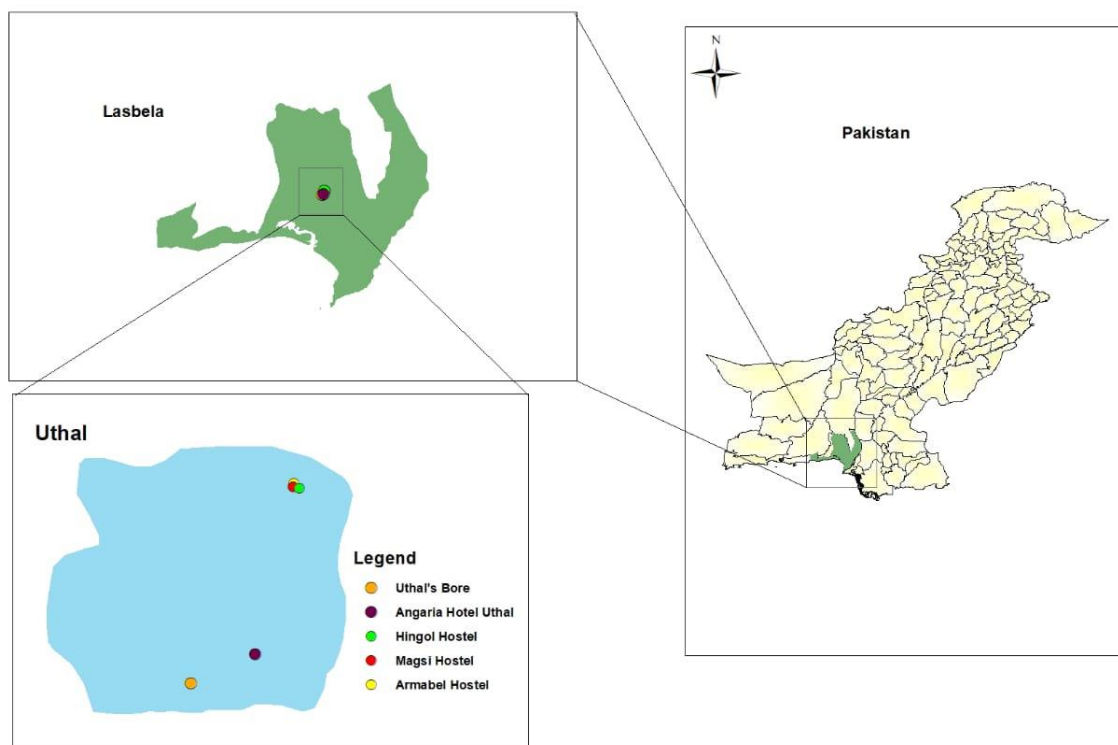 Lasbela
N
Pakistan
Uthal
Legend
Uthal's Bore
Angaria Hotel Uthal
Hingol Hostel
Magsi Hostel
Armabel Hostel